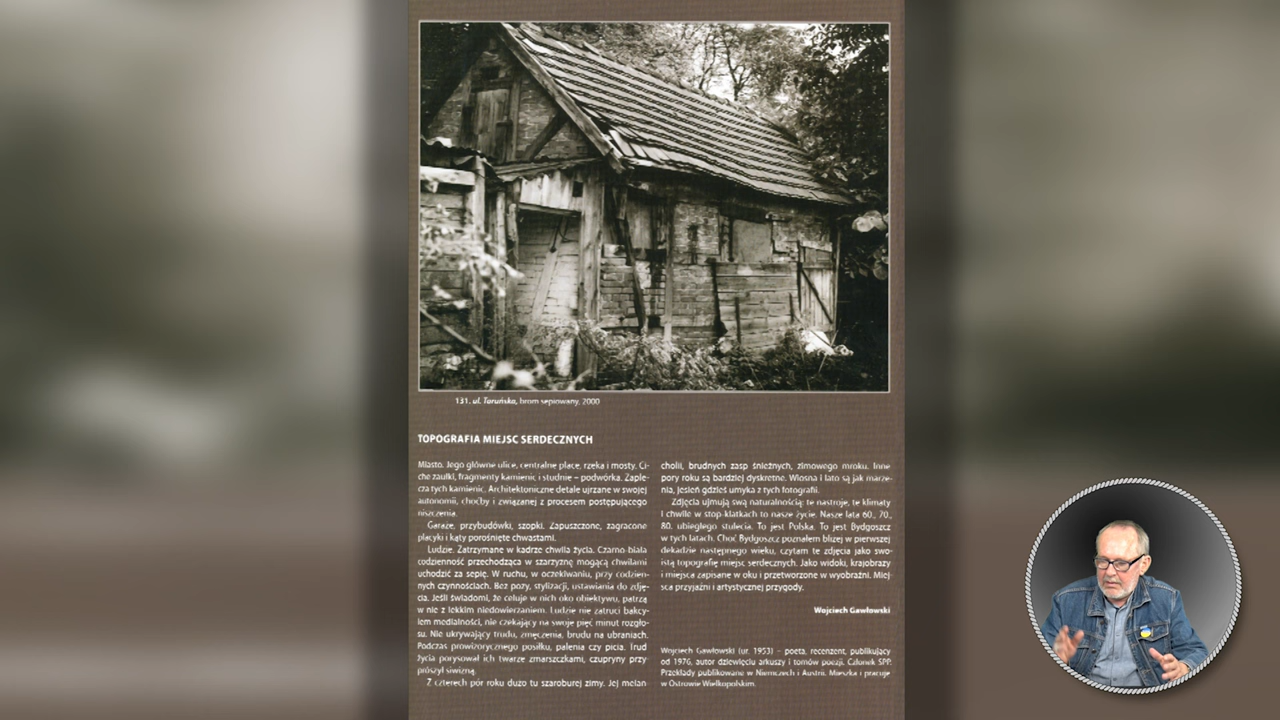 131. ul. Toruńska, brom sepiowany, 2000
TOPOGRAFIA MIEJSC SERDECZNYCH
Miasto. Jego główne ulice, centralne place, rzeka i mosty. Ci-
che zaułki, fragmenty kamienic i studnie – podwórka. Zaple-
cza tych kamienic. Architektoniczne detale ujrzane w swojej
autonomii, choćby i związanej z procesem postępującego
niszczenia.
Garaże, przybudówki, szopki. Zapuszczone, zagracone
placyki i kąty porośnięte chwastami.
Ludzie. Zatrzymane w kadrze chwila życia. Czarno-biała
codzienność przechodząca w szarzyznę mogącą chwilami
uchodzić za sepię. W ruchu, w oczekiwaniu, przy codzien-
nych czynnościach. Bez pozy, stylizacji, ustawiania do zdję-
cia. Jeśli świadomi, że celuje w nich oko obiektywu, patrzą
w nie z lekkim niedowierzaniem. Ludzie nie zatruci bakcy-
lem medialności, nie czekający na swoje pięć minut rozgło-
su. Nie ukrywający trudu, zmęczenia, brudu na ubraniach.
Podczas prowizorycznego posiłku, palenia czy picia. Trud
życia porysował ich twarze zmarszczkami, czupryny przy-
prószył siwizną.
Z czterech pór roku dużo tu szaroburej zimy. Jej melan-
cholii, brudnych zasp śnieżnych, zimowego mroku. Inne
pory roku są bardziej dyskretne. Wiosna i lato są jak marze-
nia, jesień gdzieś umyka z tych fotografii.
Zdjęcia ujmują swą naturalnością: te nastroje, te klimaty
i chwile w stop-klatkach to nasze życie. Nasze lata 60., 70.,
80. ubiegłego stulecia. To jest Polska. To jest Bydgoszcz
w tych latach. Choć Bydgoszcz poznałem bliżej w pierwszej
dekadzie następnego wieku, czytam te zdjęcia jako swo-
istą topografię miejsc serdecznych. Jako widoki, krajobrazy
i miejsca zapisane w oku i przetworzone w wyobraźni. Miej-
sca przyjaźni i artystycznej przygody.
Wojciech Gawłowski
Wojciech Gawłowski (ur. 1953) – poeta, recenzent, publikujący
od 1976, autor dziewięciu arkuszy i tomów poezji. Członek SPP.
Przekłady publikowane w Niemczech i Austrii. Mieszka i pracuje
w Ostrowie Wielkopolskim.